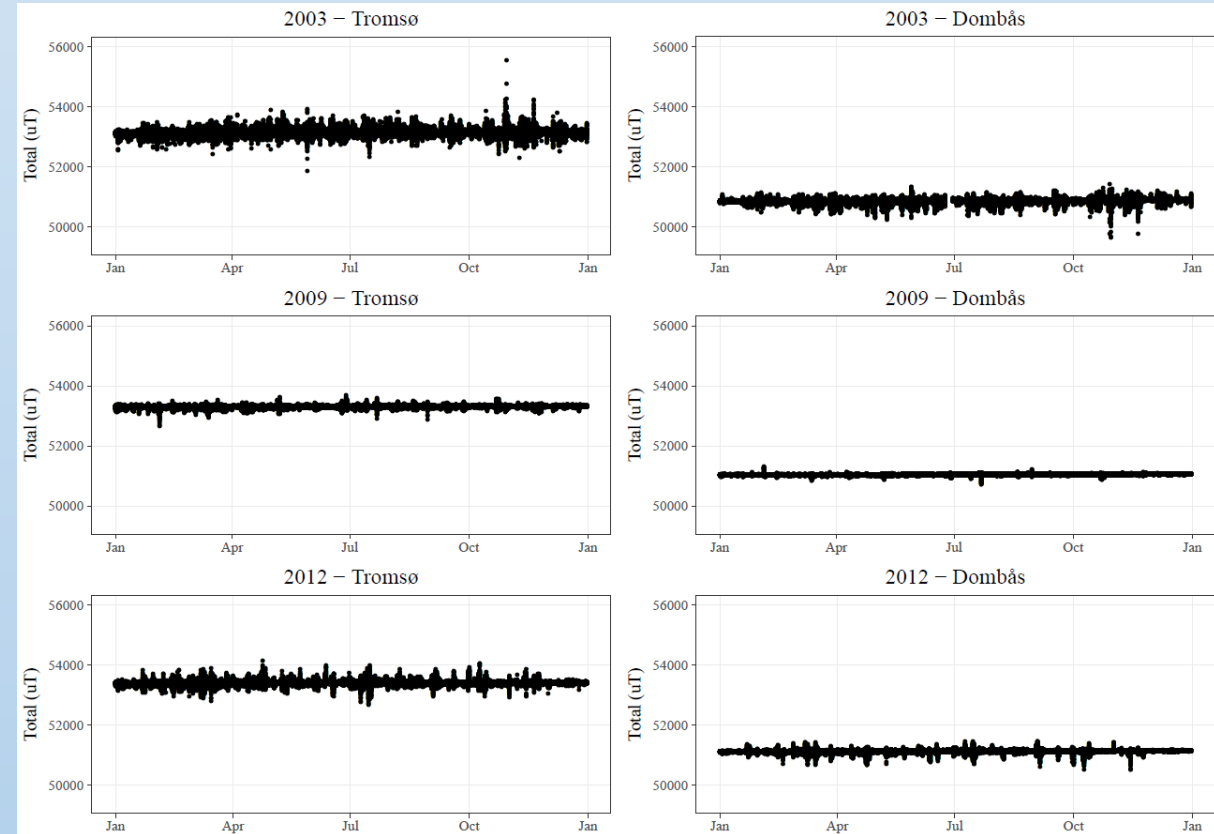 2003 − Tromsø
2003 − Dombås
Total (uT)
56000
54000
52000
50000
Jan Apr Jul Oct Jan
Total (uT)
56000
54000
52000
50000
Jan Apr Jul Oct Jan
2009 − Tromsø
2009 − Dombås
Total (uT)
56000
54000
52000
50000
Jan Apr Jul Oct Jan
Total (uT)
56000
54000
52000
50000
Jan Apr Jul Oct Jan
2012 − Tromsø
2012 − Dombås
Total (uT)
56000
54000
52000
50000
Jan Apr Jul Oct Jan
Total (uT)
56000
54000
52000
50000
Jan Apr Jul Oct Jan